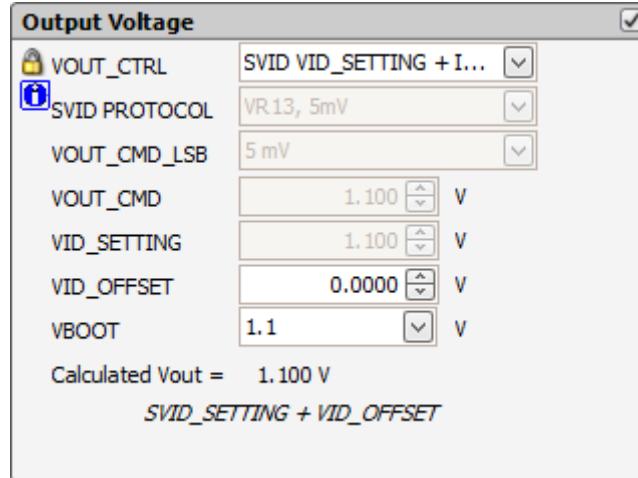 Output Voltage
VOUT_CTRL SVID VID_SETTING + I...
SVID PROTOCOL VR13, 5mV
VOUT_CMD_LSB 5 mV
VOUT_CMD 1.100 V
VID_SETTING 1.100 V
VID_OFFSET 0.0000 V
VBOOT 1.1 V
Calculated Vout = 1.100 V
SVID_SETTING + VID_OFFSET